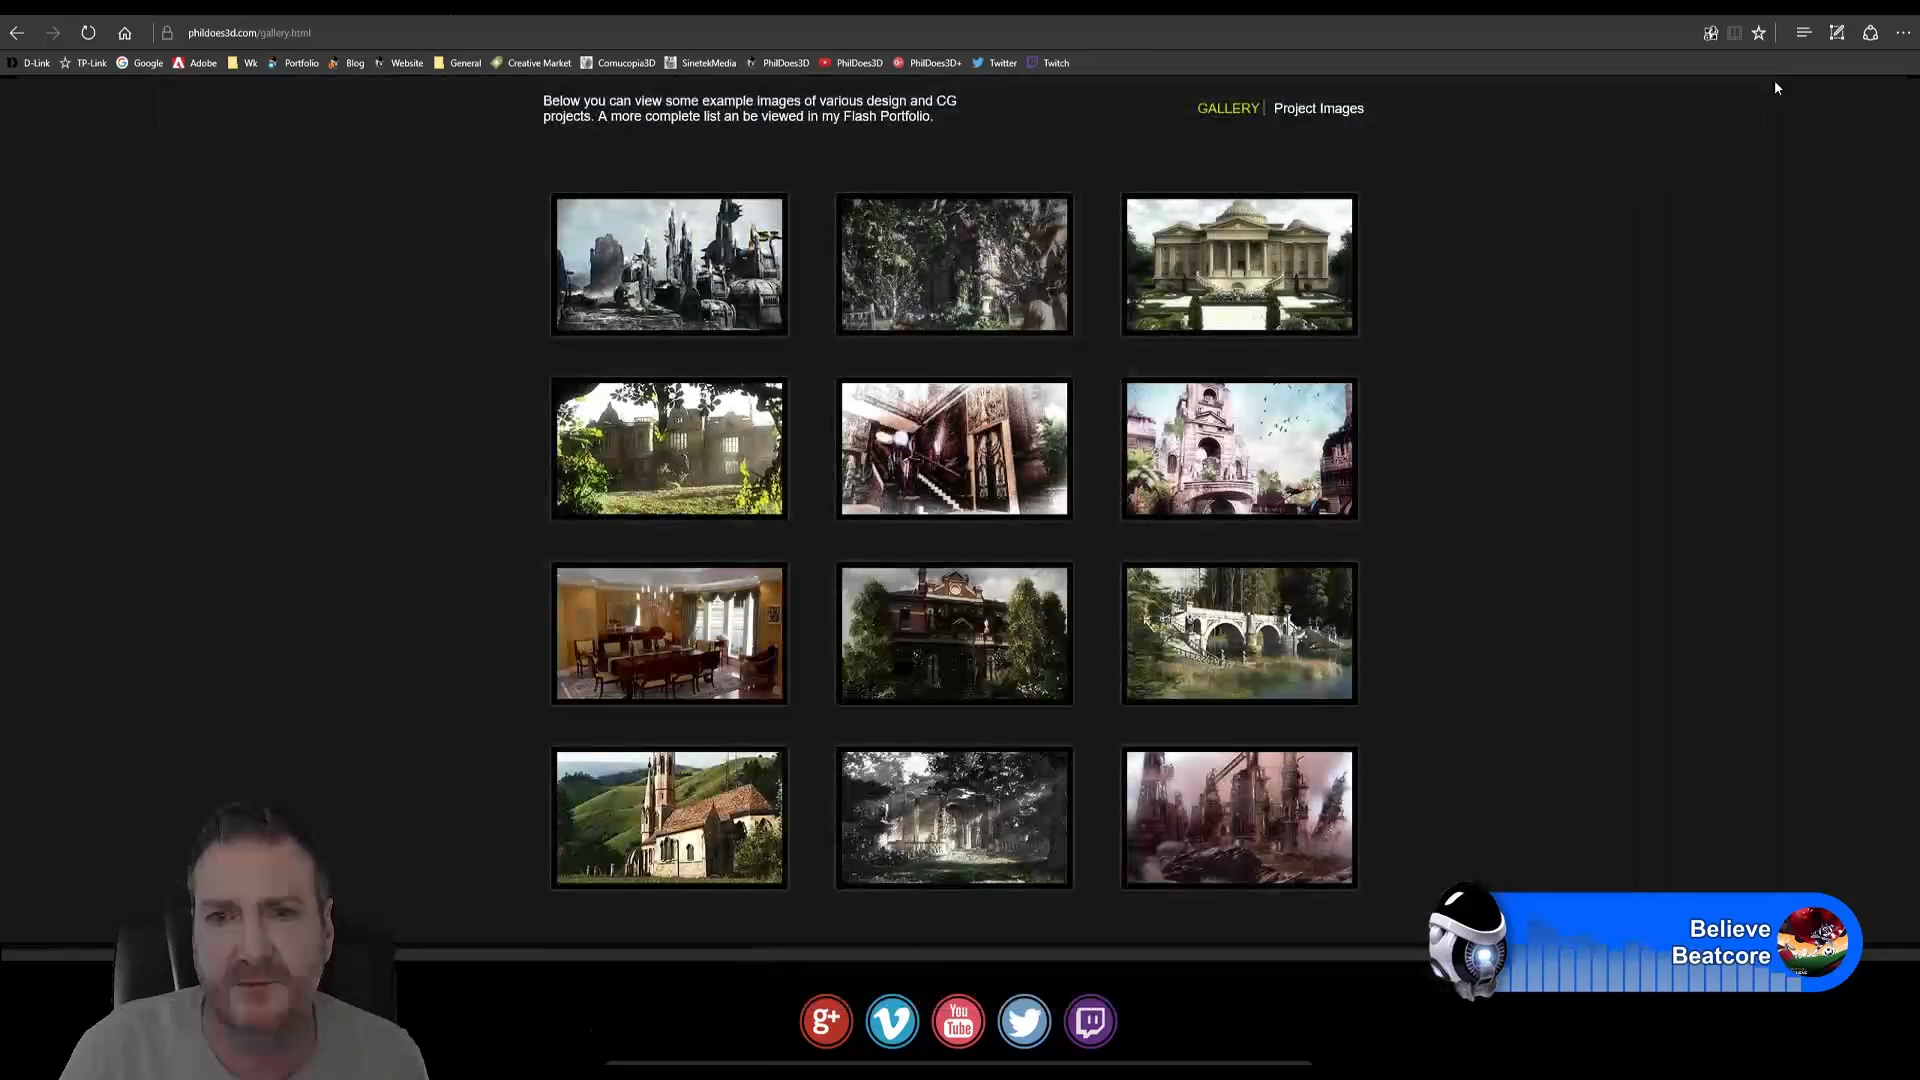 phildoes3d.com/gallery.html
D-Link TP-Link Google Adobe Wk Portfolio Blog Website General Creative Market Cornucopia3D SinetekMedia PhilDoes3D PhilDoes3D PhilDoes3D+ Twitter Twitch
Below you can view some example images of various design and CG
projects. A more complete list an be viewed in my Flash Portfolio.
GALLERY | Project Images
Believe
Beatcore
g+
You
Tube